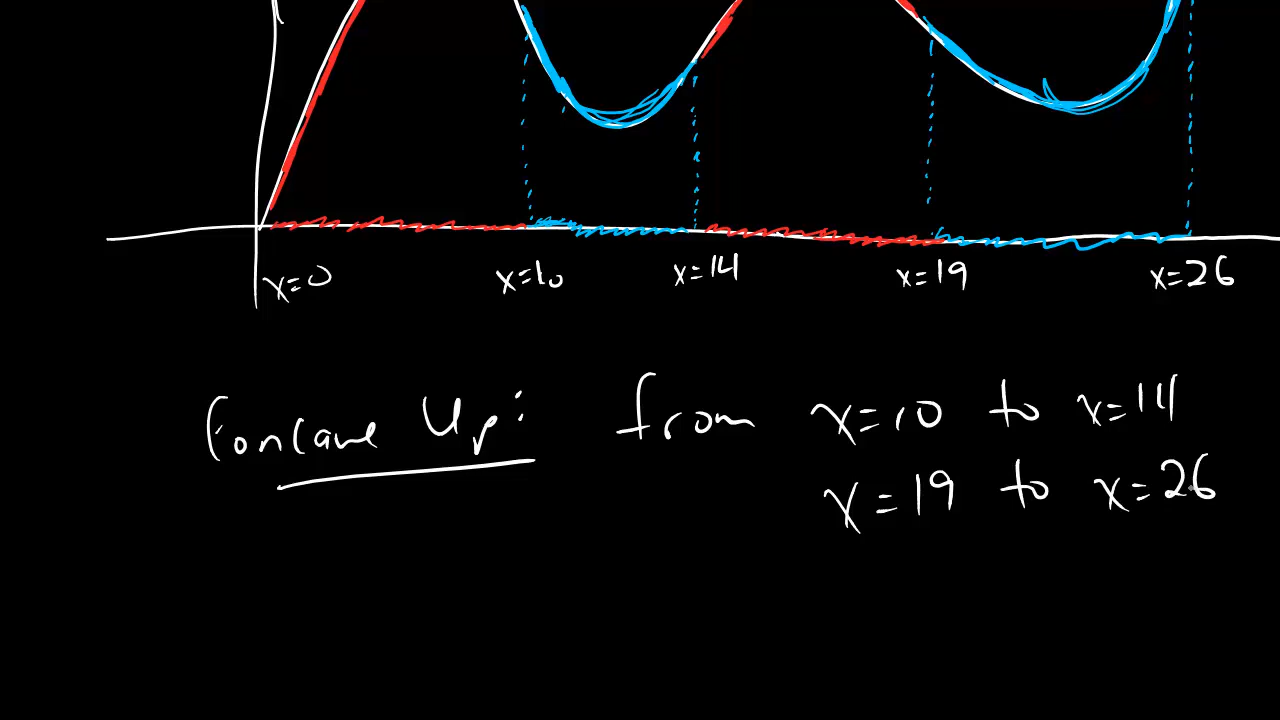 x=0 x=10 x=14 x=19 x=26
Concave Up: from x=10 to x=14
x=19 to x=26